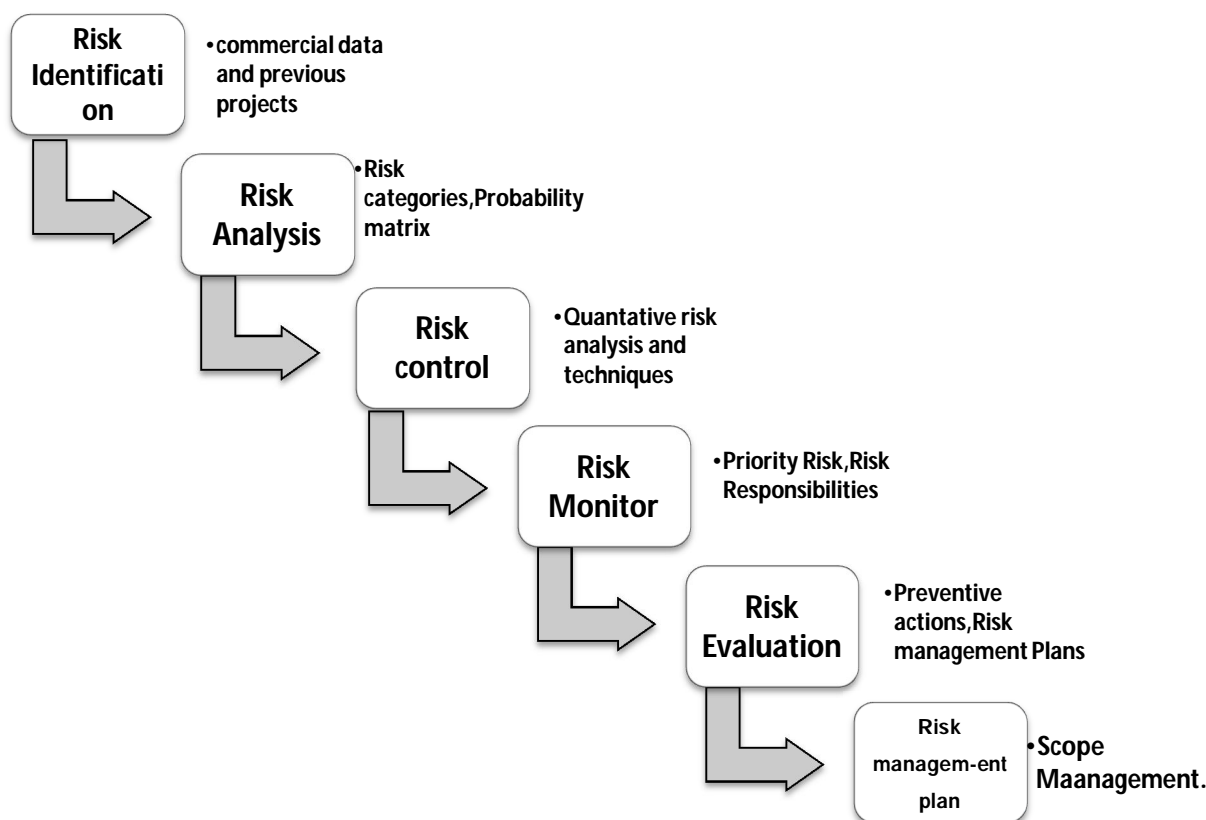 Risk
Identificati
on
•commercial data
and previous
projects
Risk
Analysis
•Risk
categories,Probability
matrix
Risk
control
•Quantative risk
analysis and
techniques
Risk
Monitor
•Priority Risk,Risk
Responsibilities
Risk
Evaluation
•Preventive
actions,Risk
management Plans
Risk
managem-ent
plan
•Scope
Maanagement.